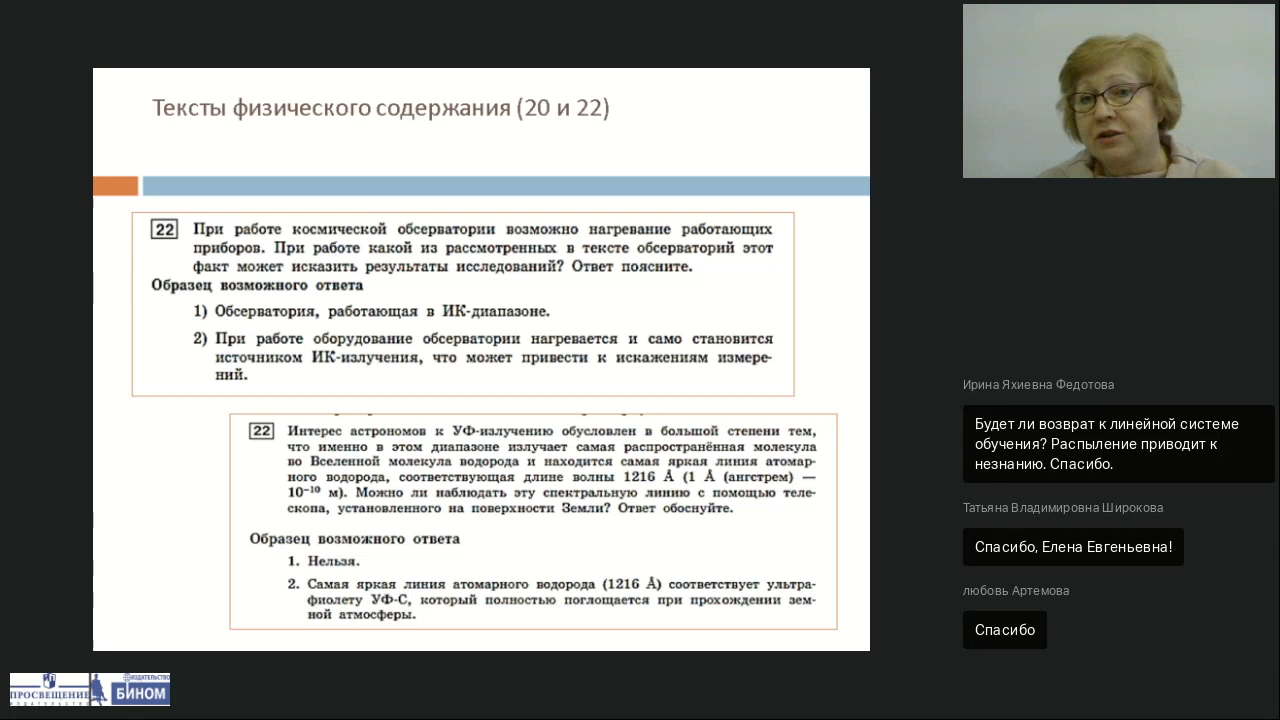 Тексты физического содержания (20 и 22)
22 При работе космической обсерватории возможно нагревание работающих
приборов. При работе какой из рассмотренных в тексте обсерваторий этот
факт может исказить результаты исследований? Ответ поясните.
Образец возможного ответа
1) Обсерватория, работающая в ИК-диапазоне.
2) При работе оборудование обсерватории нагревается и само становится
источником ИК-излучения, что может привести к искажениям измере-
ний.
22 Интерес астрономов к УФ-излучению обусловлен в большой степени тем,
что именно в этом диапазоне излучает самая распространённая молекула
во Вселенной молекула водорода и находится самая яркая линия атомар-
ного водорода, соответствующая длине волны 1216 Å (1 Å (ангстрем) —
10⁻¹⁰ м). Можно ли наблюдать эту спектральную линию с помощью теле-
скопа, установленного на поверхности Земли? Ответ обоснуйте.
Образец возможного ответа
1. Нельзя.
2. Самая яркая линия атомарного водорода (1216 Å) соответствует ультра-
фиолету УФ-С, который полностью поглощается при прохождении зем-
ной атмосферы.
Ирина Яхиевна Федотова
Будет ли возврат к линейной системе
обучения? Распыление приводит к
незнанию. Спасибо.
Татьяна Владимировна Широкова
Спасибо, Елена Евгеньевна!
любовь Артемова
Спасибо
ПРОСВЕЩЕНИЕ
ИЗДАТЕЛЬСТВО
ИЗДАТЕЛЬСТВО
БИНОМ